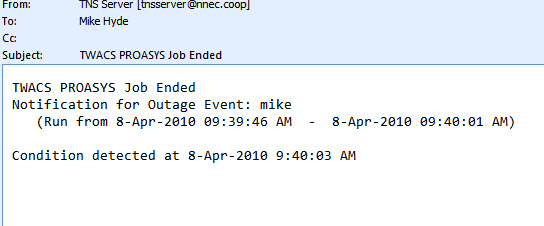 From: TNS Server [tnsserver@nnec.coop]
To: Mike Hyde
Cc:
Subject: TWACS PROASYS Job Ended
TWACS PROASYS Job Ended
Notification for Outage Event: mike
(Run from 8-Apr-2010 09:39:46 AM - 8-Apr-2010 09:40:01 AM)
Condition detected at 8-Apr-2010 9:40:03 AM